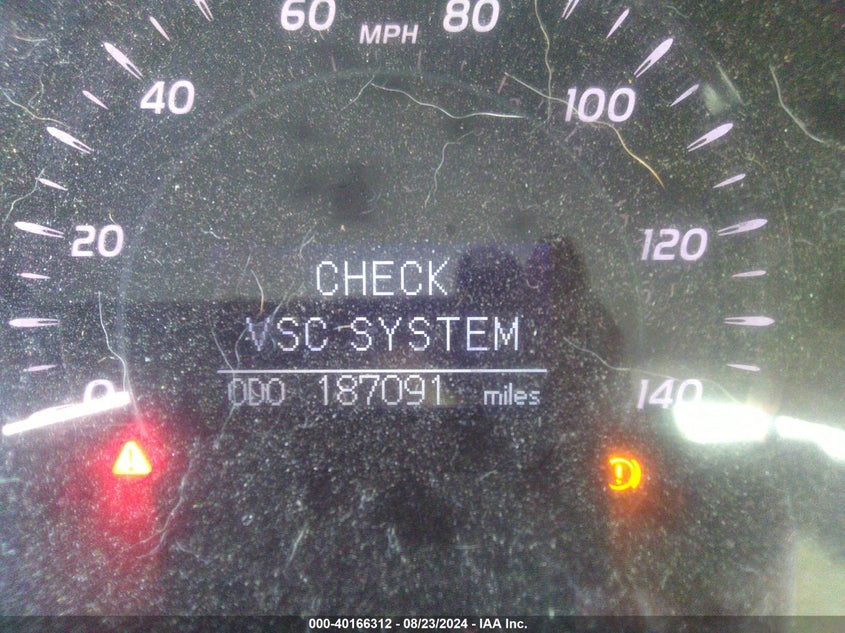 60 80
MPH
40 100
20 120
CHECK
VSC SYSTEM
0 140
ODO 187091 miles
000-40166312 - 08/23/2024 - IAA Inc.